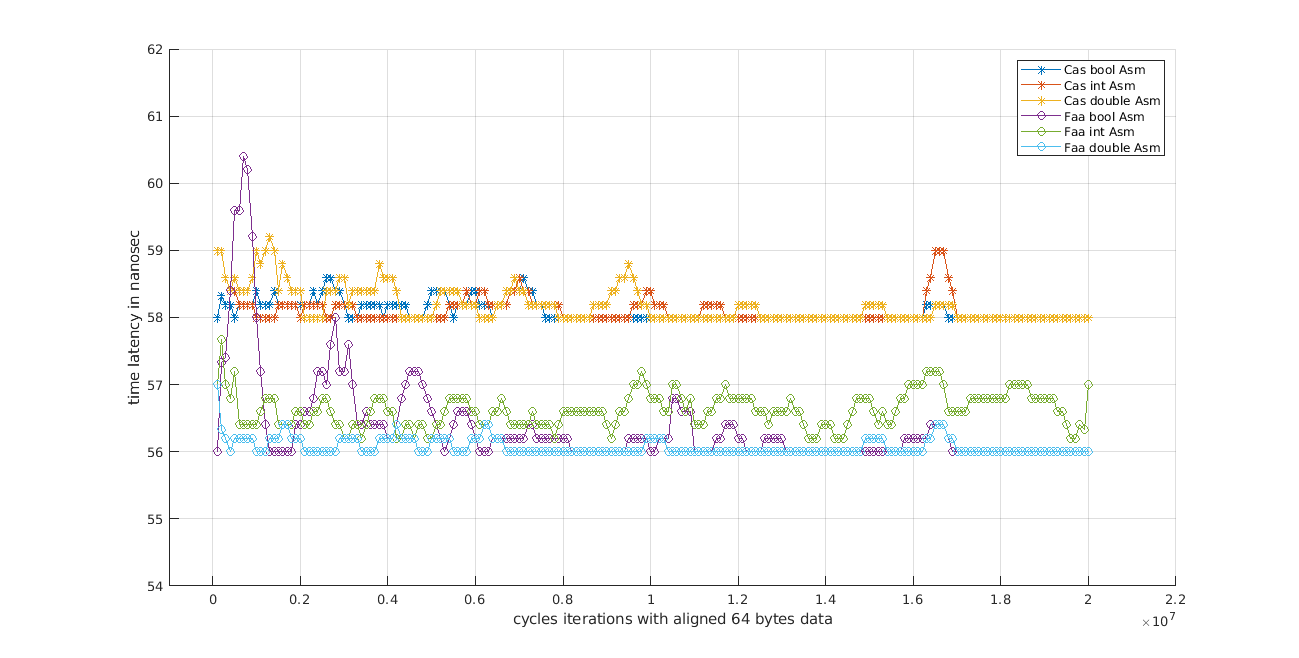 62
61
60
59
58
57
56
55
54
time latency in nanosec
Cas bool Asm
Cas int Asm
Cas double Asm
Faa bool Asm
Faa int Asm
Faa double Asm
0 0.2 0.4 0.6 0.8 1 1.2 1.4 1.6 1.8 2 2.2
cycles iterations with aligned 64 bytes data
×10^7